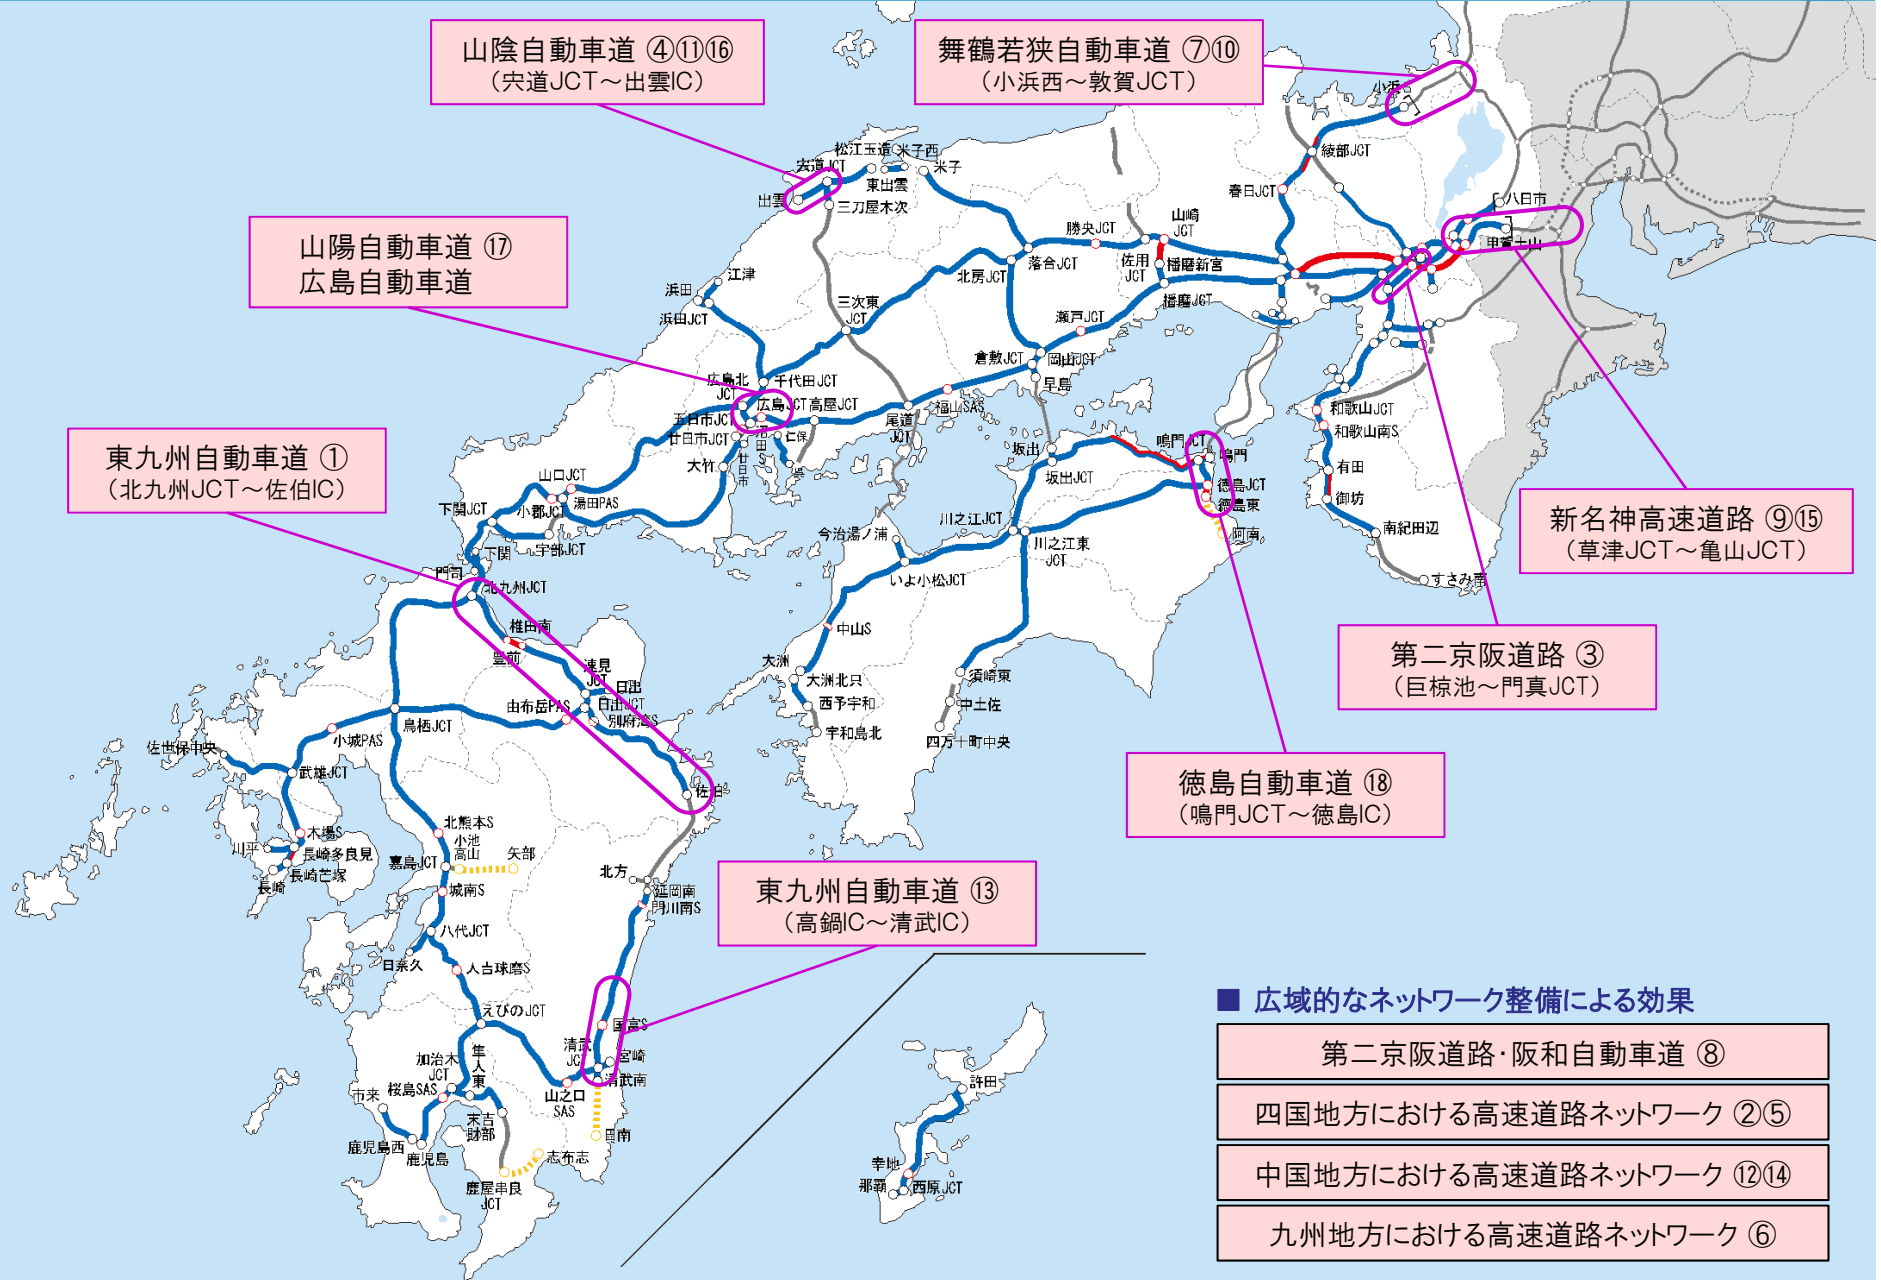 山陰自動車道 ④⑪⑯
(宍道JCT～出雲IC)
舞鶴若狭自動車道 ⑦⑩
(小浜西～敦賀JCT)
山陽自動車道 ⑰
広島自動車道
東九州自動車道 ①
(北九州JCT～佐伯IC)
新名神高速道路 ⑨⑮
(草津JCT～亀山JCT)
第二京阪道路 ③
(巨椋池～門真JCT)
徳島自動車道 ⑱
(鳴門JCT～徳島IC)
東九州自動車道 ⑬
(高鍋IC～清武IC)
■ 広域的なネットワーク整備による効果
第二京阪道路・阪和自動車道 ⑧
四国地方における高速道路ネットワーク ②⑤
中国地方における高速道路ネットワーク ⑫⑭
九州地方における高速道路ネットワーク ⑥
綾部JCT
春日JCT
八日市
甲賀土山
松江玉造
米子西
宍道JCT
米子
東出雲
出雲
三刀屋木次
山崎
JCT
勝央JCT
佐用
JCT
播磨新宮
落合JCT
北房JCT
播磨JCT
江津
浜田
浜田JCT
三次東
JCT
瀬戸JCT
倉敷JCT
岡山JCT
早島
広島北
JCT
千代田JCT
広島JCT
高屋JCT
福山SAS
尾道
JCT
五日市JCT
廿日市JCT
沼田S
仁保
呉
廿日市
大竹
山口JCT
湯田PAS
小郡JCT
下関JCT
宇部JCT
下関
門司
北九州JCT
坂出
坂出JCT
鳴門JCT
鳴門
徳島JCT
徳島東
阿南
和歌山JCT
和歌山南S
有田
御坊
南紀田辺
すさみ南
今治湯ノ浦
川之江JCT
川之江東
JCT
いよ小松JCT
中山S
大洲
大洲北只
西予宇和
宇和島北
須崎東
中土佐
四万十町中央
椎田南
豊前
速見
JCT
日出
日出JCT
別府湾S
由布岳PAS
佐伯
鳥栖JCT
小城PAS
佐世保中央
武雄JCT
木場S
川平
長崎多良見
長崎芒塚
長崎
北熊本S
小池
高山
矢部
嘉島JCT
城南S
八代JCT
日奈久
人吉球磨S
北方
延岡南
門川南S
えびのJCT
国富S
清武
JCT
宮崎
清武南
山之口
SAS
日南
加治木
JCT
隼人東
桜島SAS
市来
末吉
財部
鹿児島西
鹿児島
志布志
鹿屋串良
JCT
許田
幸地
那覇
西原JCT